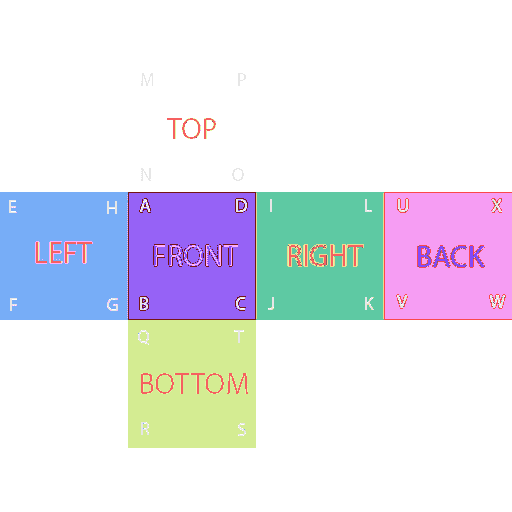 M P
TOP
N O
E H A D I L U X
LEFT FRONT RIGHT BACK
F G B C J K V W
Q T
BOTTOM
R S